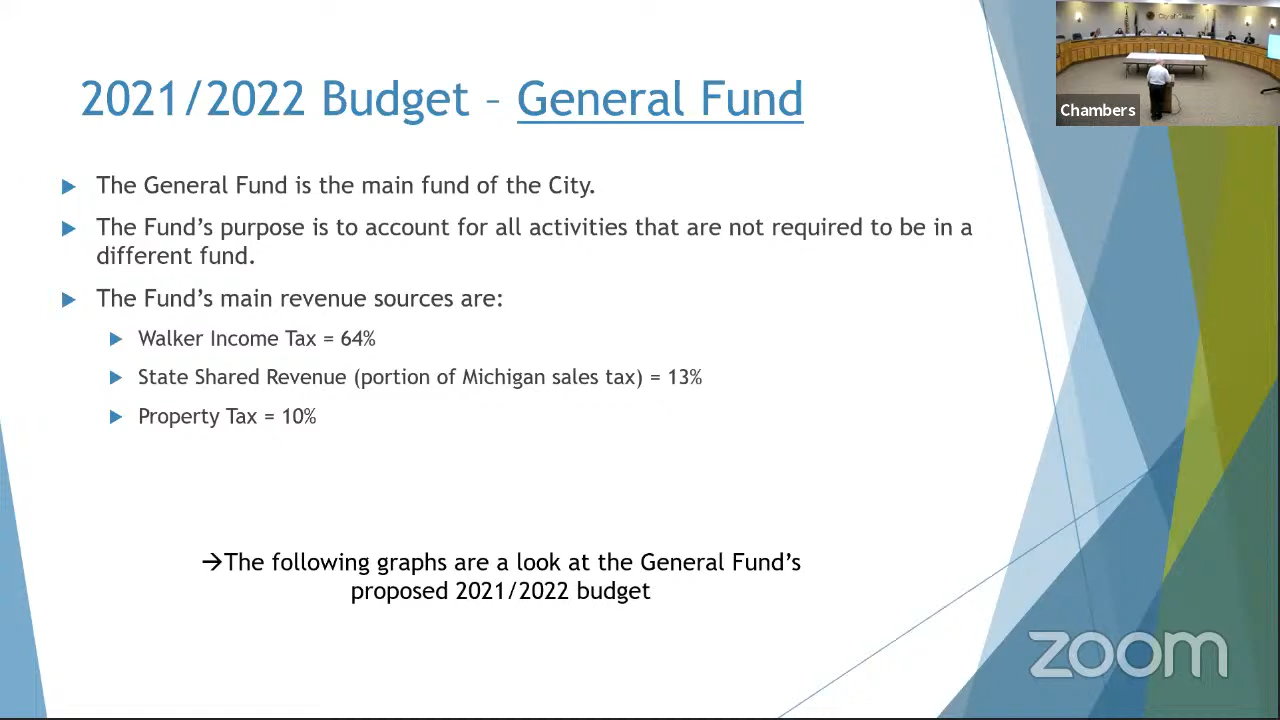 2021/2022 Budget – General Fund
The General Fund is the main fund of the City.
The Fund’s purpose is to account for all activities that are not required to be in a
different fund.
The Fund’s main revenue sources are:
Walker Income Tax = 64%
State Shared Revenue (portion of Michigan sales tax) = 13%
Property Tax = 10%
→The following graphs are a look at the General Fund’s
proposed 2021/2022 budget
Chambers
City of
zoom